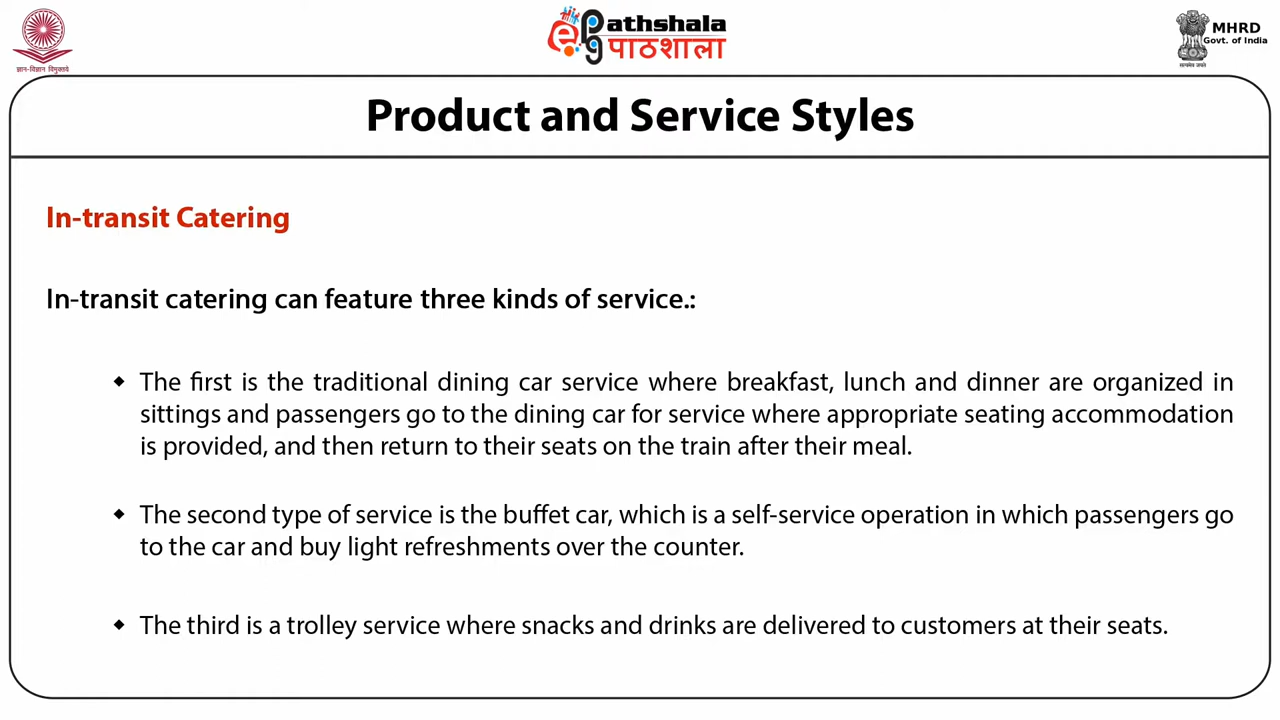 ज्ञान-विज्ञान विमुक्तये
ePg Pathshala
पाठशाला
सत्यमेव जयते
MHRD
Govt. of India
Product and Service Styles
In-transit Catering
In-transit catering can feature three kinds of service.:
◆ The first is the traditional dining car service where breakfast, lunch and dinner are organized in
sittings and passengers go to the dining car for service where appropriate seating accommodation
is provided, and then return to their seats on the train after their meal.
◆ The second type of service is the buffet car, which is a self-service operation in which passengers go
to the car and buy light refreshments over the counter.
◆ The third is a trolley service where snacks and drinks are delivered to customers at their seats.